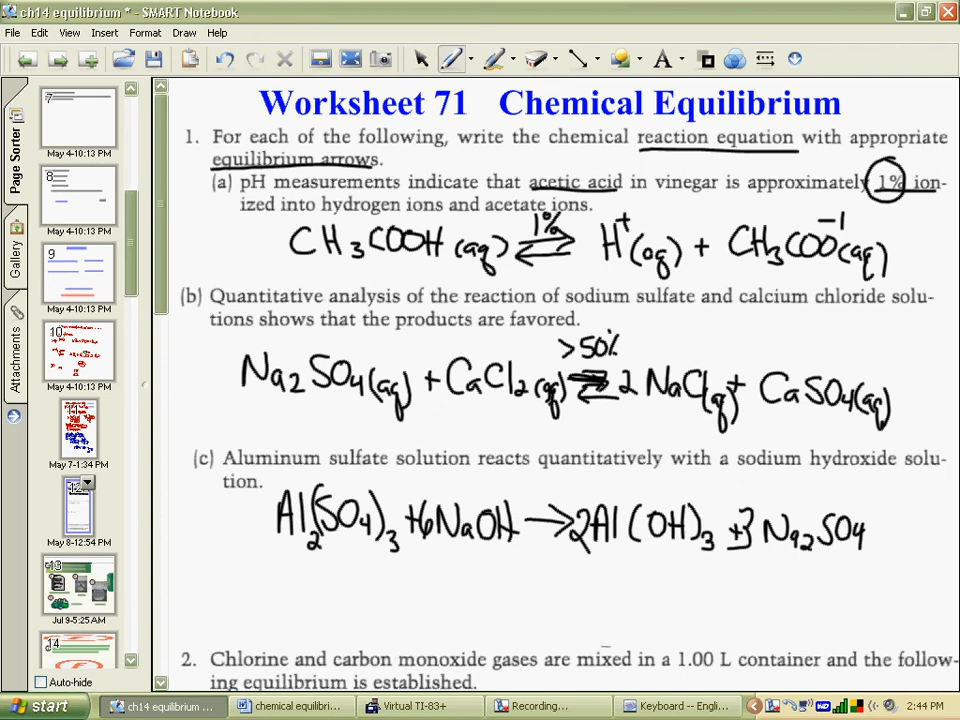 ch14 equilibrium * - SMART Notebook
File Edit View Insert Format Draw Help
Page Sorter
Gallery
Attachments
7
May 4-10:13 PM
8
May 4-10:13 PM
9
May 4-10:13 PM
10
May 4-10:13 PM
May 7-1:34 PM
12
May 8-12:54 PM
13
Jul 9-5:25 AM
14
Auto-hide
Worksheet 71 Chemical Equilibrium
1. For each of the following, write the chemical reaction equation with appropriate
equilibrium arrows.
(a) pH measurements indicate that acetic acid in vinegar is approximately 1% ion-
ized into hydrogen ions and acetate ions.
1%
CH3COOH (aq) ⇌ H+(aq) + CH3COO-1(aq)
(b) Quantitative analysis of the reaction of sodium sulfate and calcium chloride solu-
tions shows that the products are favored.
>50%
Na2SO4(aq) + CaCl2(aq) ⇌ 2NaCl(aq) + CaSO4(aq)
(c) Aluminum sulfate solution reacts quantitatively with a sodium hydroxide solu-
tion.
Al2(SO4)3 + 6NaOH → 2Al(OH)3 + 3Na2SO4
2. Chlorine and carbon monoxide gases are mixed in a 1.00 L container and the follow-
ing equilibrium is established.
start ch14 equilibrium ... chemical equilibri... Virtual TI-83+ Recording... Keyboard -- Engl... 2:44 PM